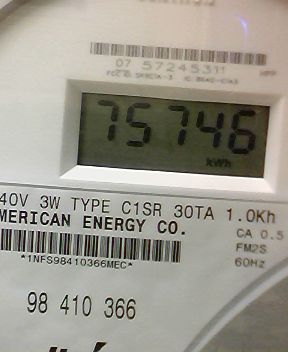 07 57245311
75746
kWh
40V 3W TYPE C1SR 30TA 1.0Kh
MERICAN ENERGY CO.
CA 0.5
FM2S
*1NFS98410366MEC*
60Hz
98 410 366